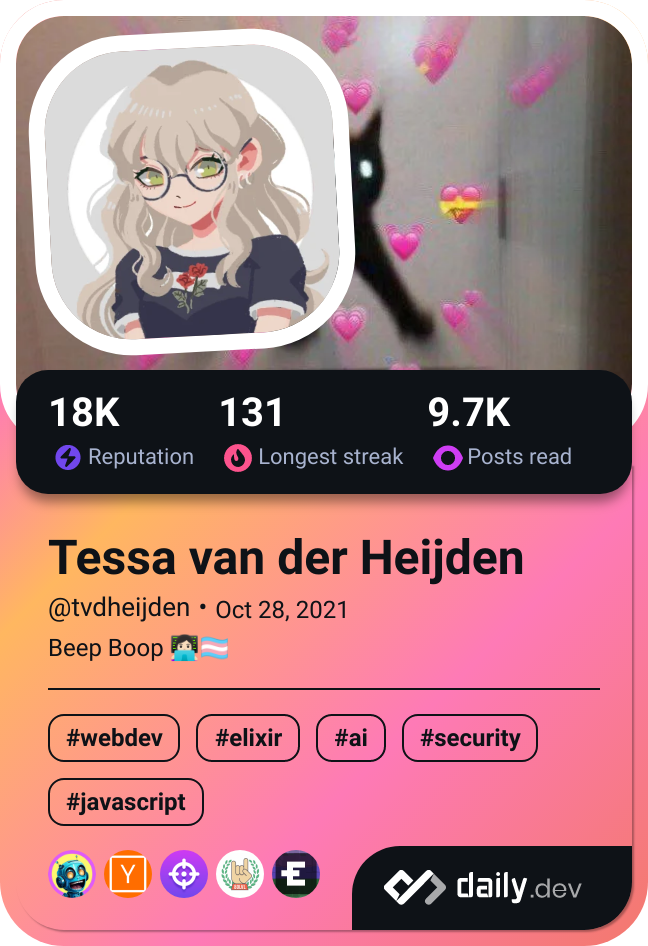 18K 131 9.7K
Reputation Longest streak Posts read
Tessa van der Heijden
@tvdheijden • Oct 28, 2021
Beep Boop 👩🏻‍💻🏳️‍⚧️
#webdev #elixir #ai #security
#javascript
Y E
daily.dev